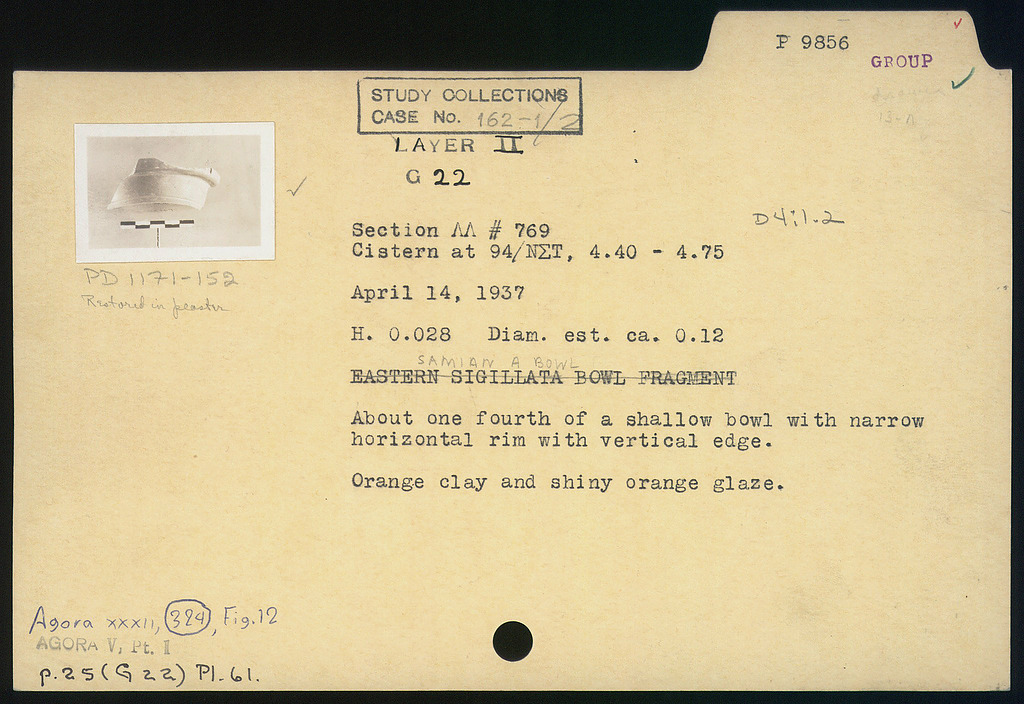 P 9856
GROUP
13-A
STUDY COLLECTIONS
CASE No. 162-1/2
LAYER II
G 22
D4:1.2
Section ΛΛ # 769
Cistern at 94/ΝΣΤ, 4.40 - 4.75
PD 1171-152
Restored in plaster
April 14, 1937
H. 0.028 Diam. est. ca. 0.12
SAMIAN A BOWL
EASTERN SIGILLATA BOWL FRAGMENT
About one fourth of a shallow bowl with narrow
horizontal rim with vertical edge.
Orange clay and shiny orange glaze.
Agora XXXII, 324, Fig. 12
AGORA V, Pt. I
p. 25 (G 22) Pl. 61.